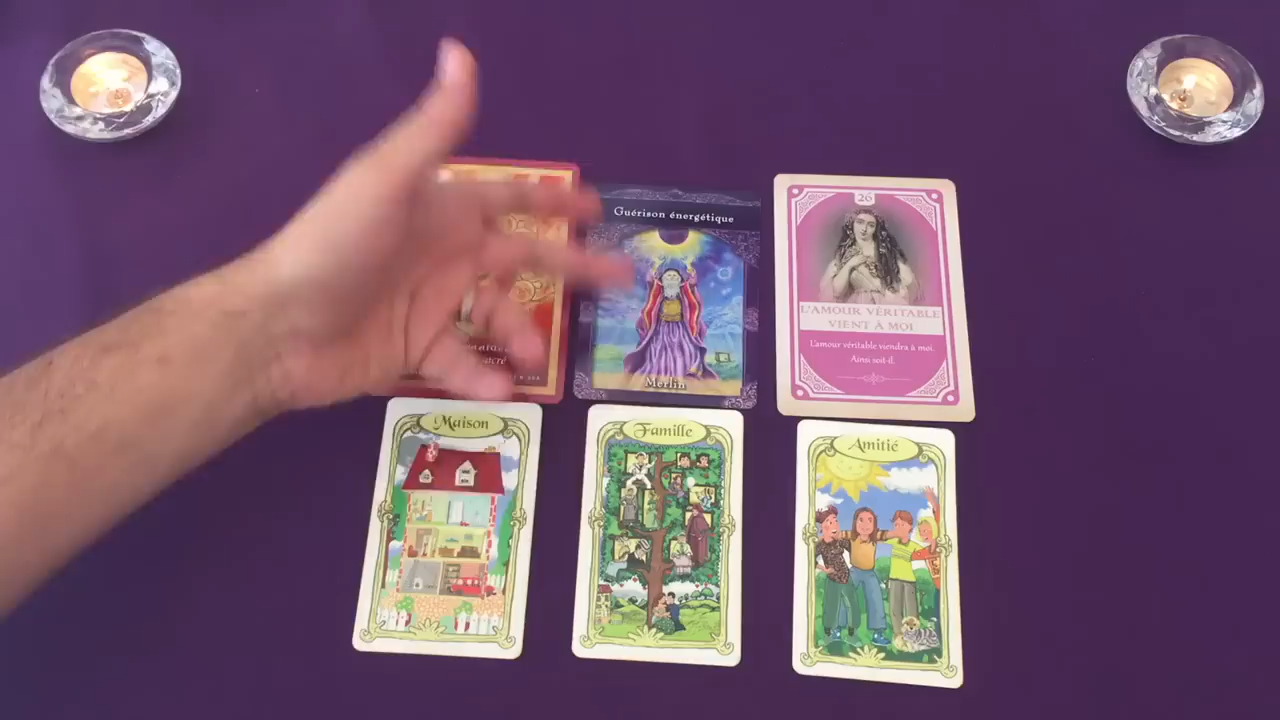 Guérison énergétique
Merlin
26
L'AMOUR VÉRITABLE
VIENT À MOI
L'amour véritable viendra à moi.
Ainsi soit-il.
Maison
Famille
Amitié